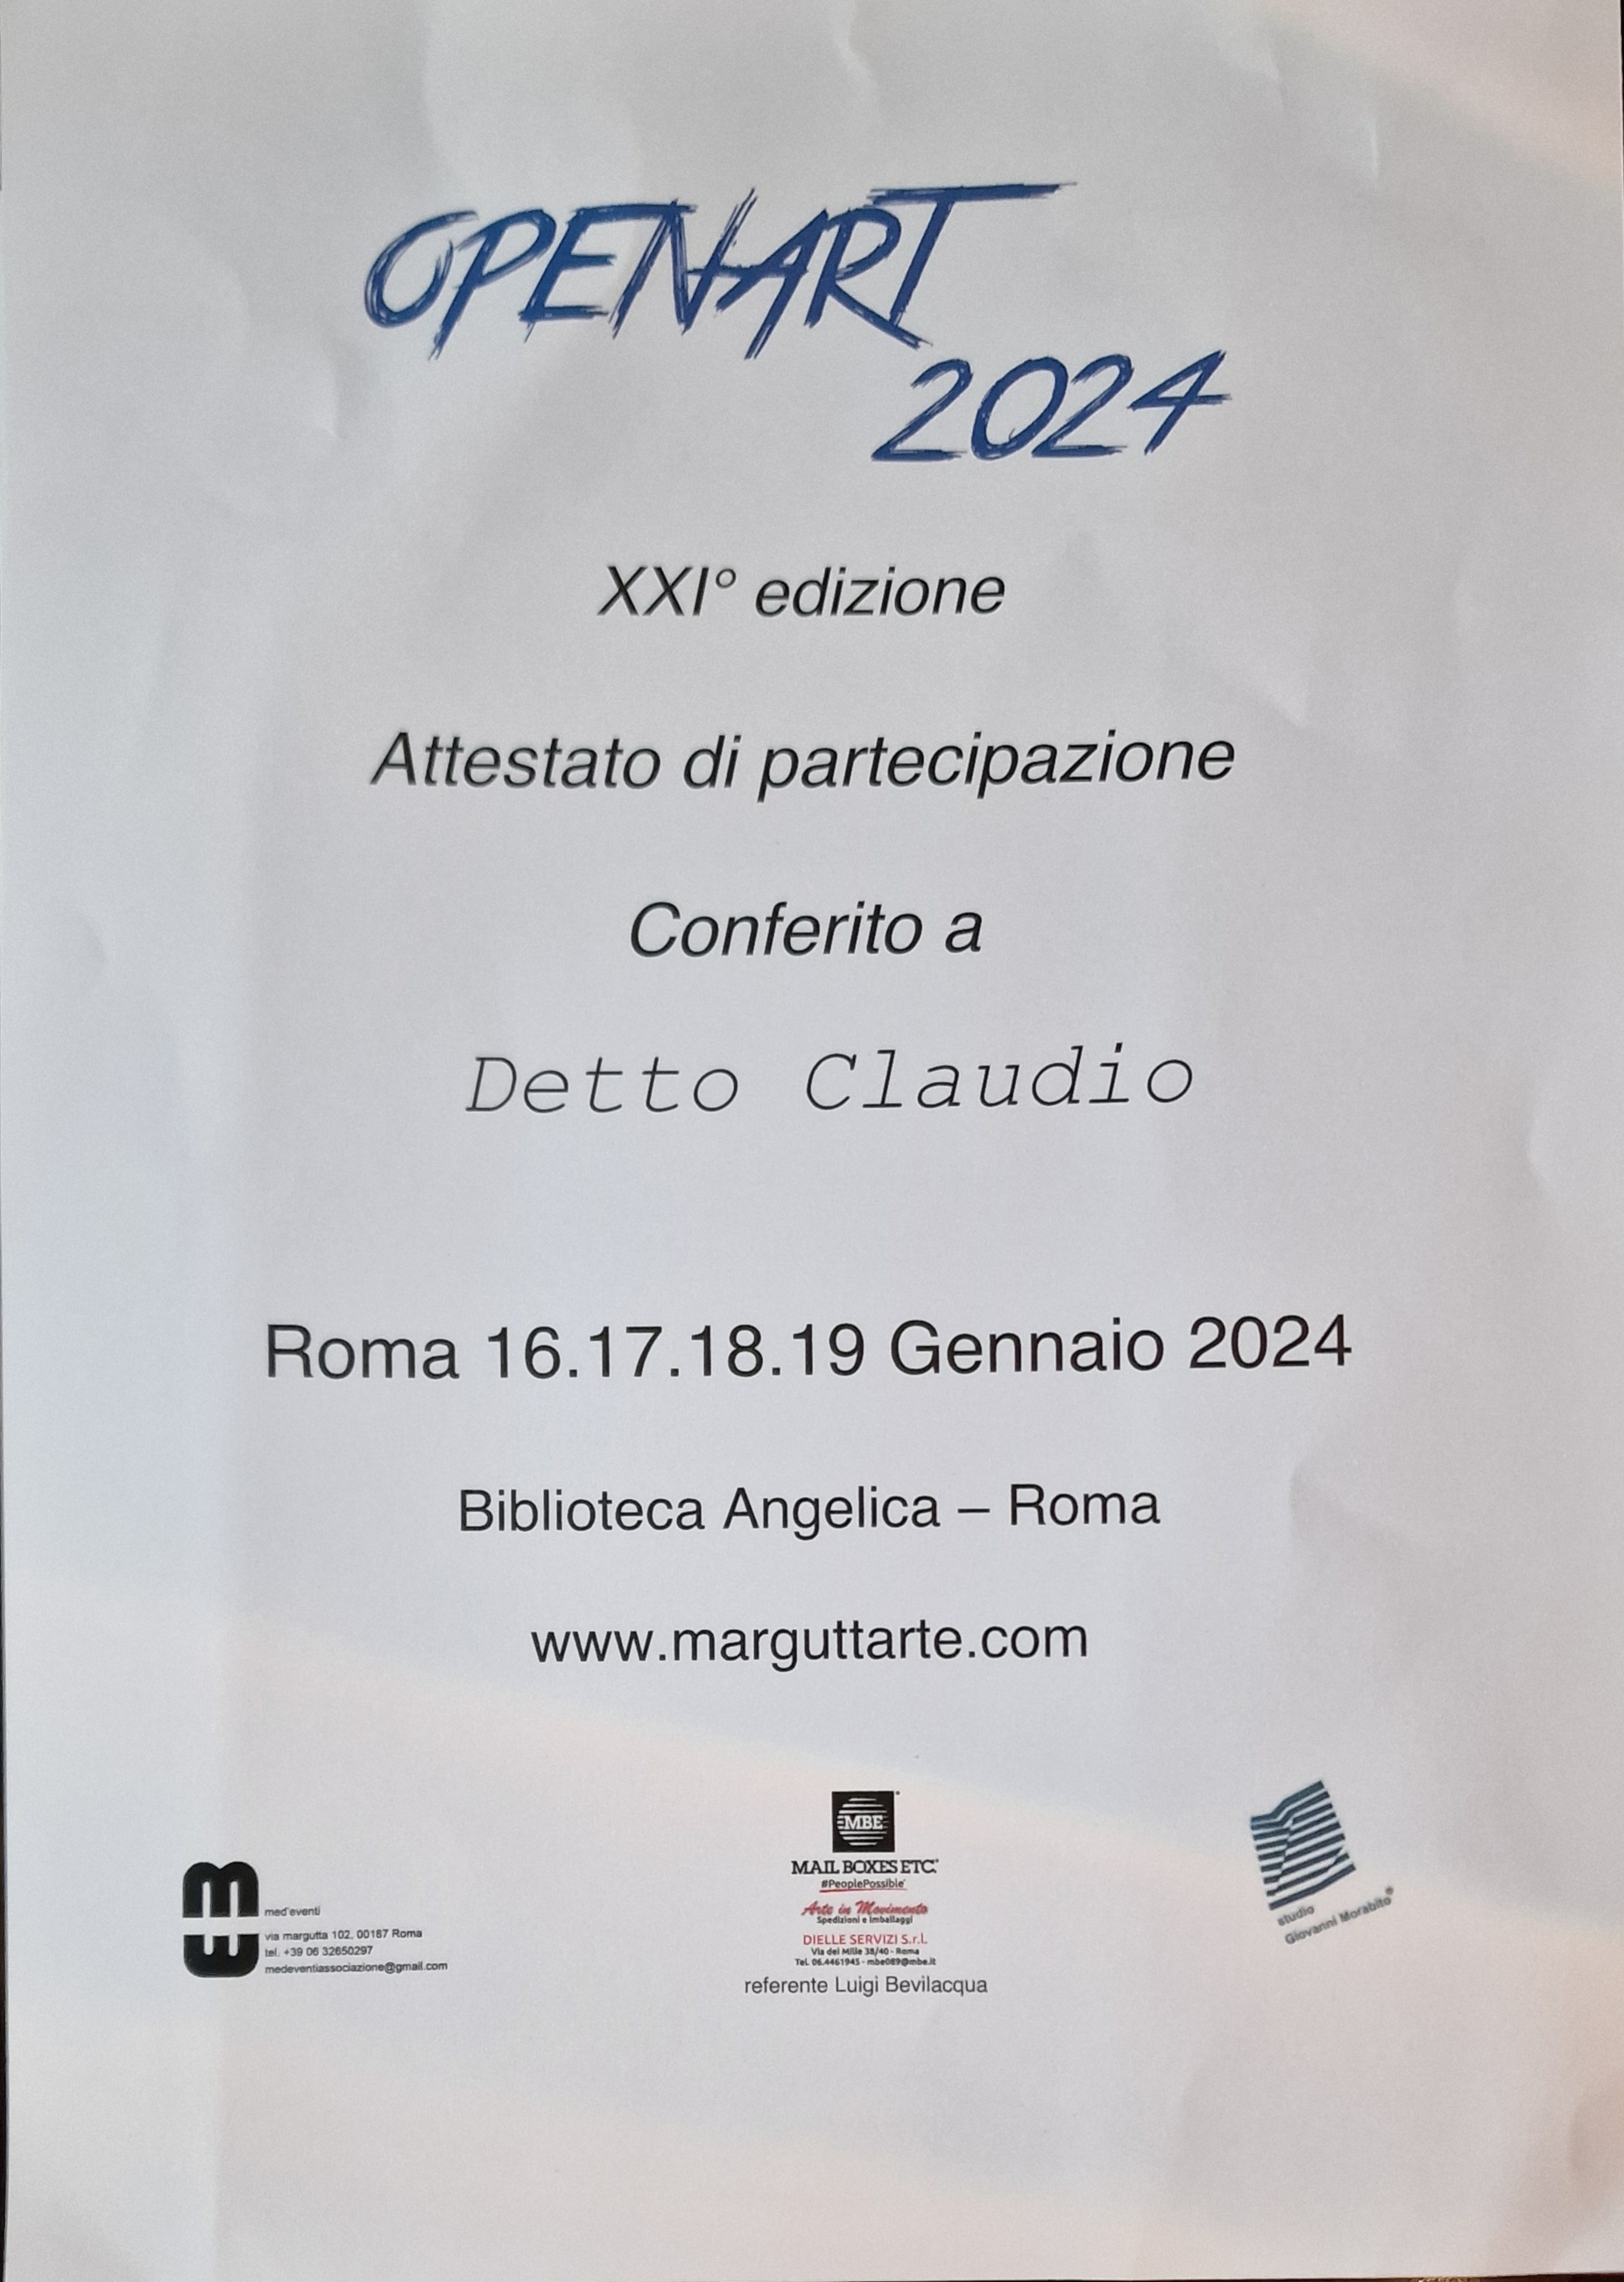 OPENART
2024
XXI° edizione
Attestato di partecipazione
Conferito a
Detto Claudio
Roma 16.17.18.19 Gennaio 2024
Biblioteca Angelica – Roma
www.marguttarte.com
med'eventi
via margutta 102, 00187 Roma
tel. +39 06 32650297
medeventiassociazione@gmail.com
MBE
MAIL BOXES ETC.
#PeoplePossible
Arte in Movimento
Spedizioni e Imballaggi
DIELLE SERVIZI S.r.l.
Via dei Mille 38/40 - Roma
Tel. 06.4461945 - mbe089@mbe.it
referente Luigi Bevilacqua
studio
Giovanni Morabito®